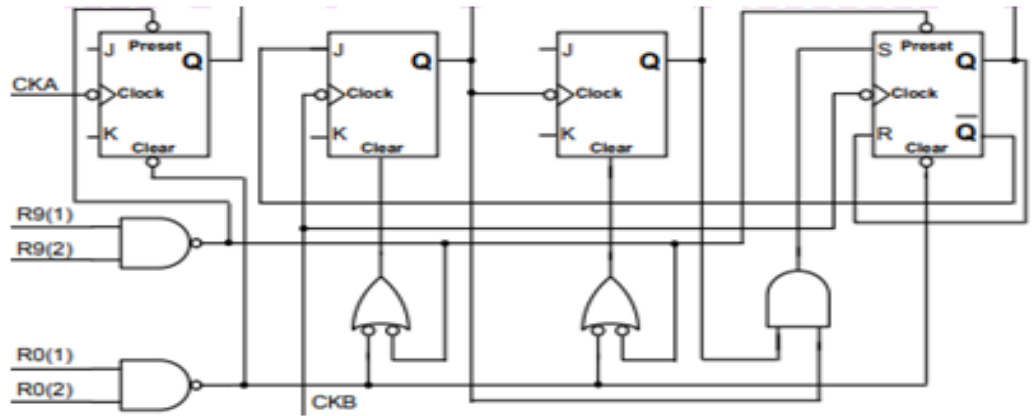 J Preset Q
CKA Clock
K
Clear
J Q
Clock
K
Clear
J Q
Clock
K
Clear
S Preset Q
Clock
R Q̅
Clear
R9(1)
R9(2)
R0(1)
R0(2)
CKB